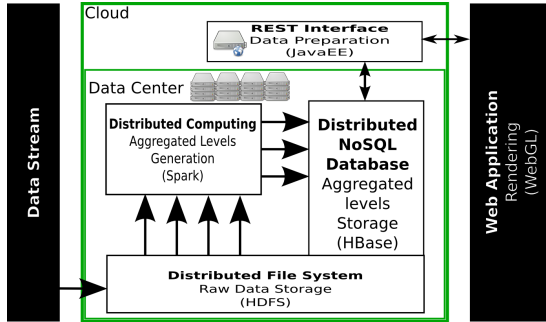 Cloud
REST Interface
Data Preparation
(JavaEE)
Data Center
Distributed Computing
Aggregated Levels
Generation
(Spark)
Distributed
NoSQL
Database
Aggregated
levels
Storage
(HBase)
Distributed File System
Raw Data Storage
(HDFS)
Data Stream
Web Application
Rendering
(WebGL)